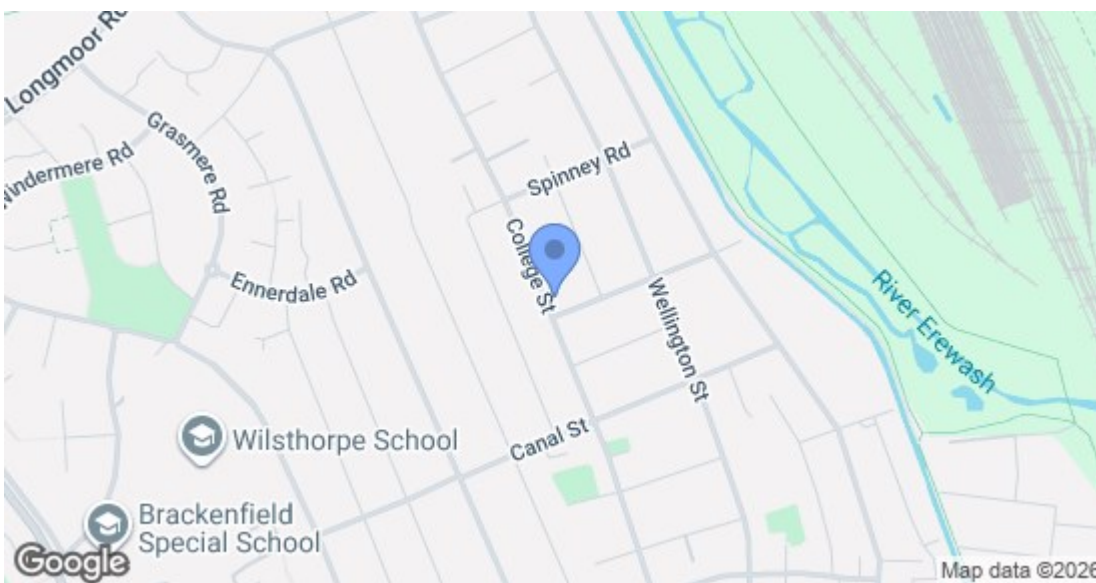 Longmoor Rd
Grasmere Rd
Windermere Rd
Spinney Rd
College St
Ennerdale Rd
Wellington St
River Erewash
Canal St
Wilsthorpe School
Brackenfield
Special School
Google
Map data ©2026